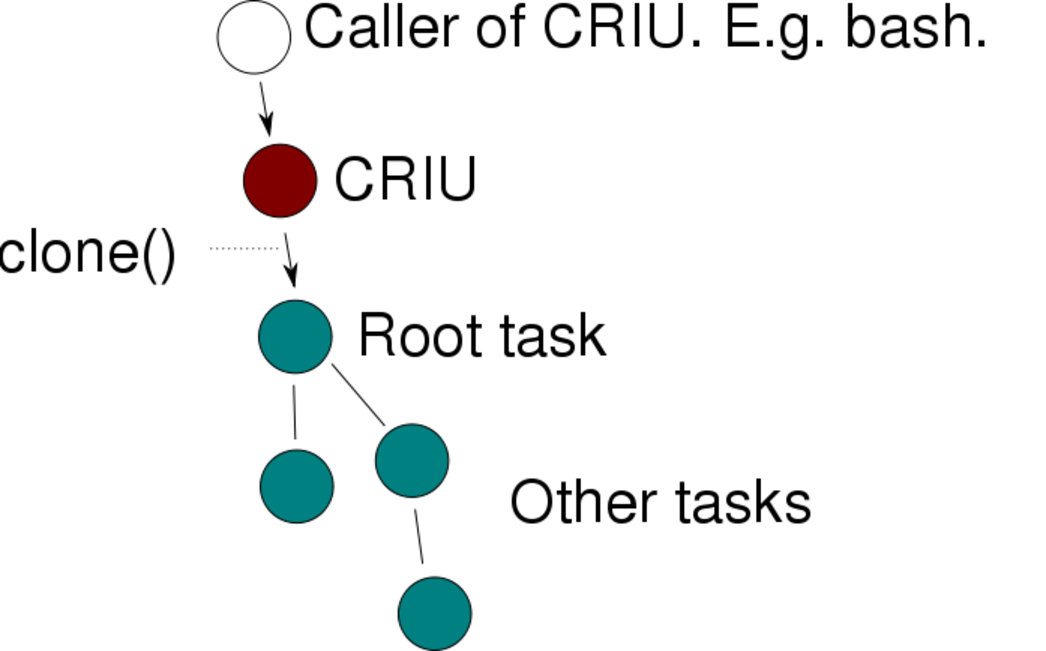 Caller of CRIU. E.g. bash.
CRIU
clone()
Root task
Other tasks